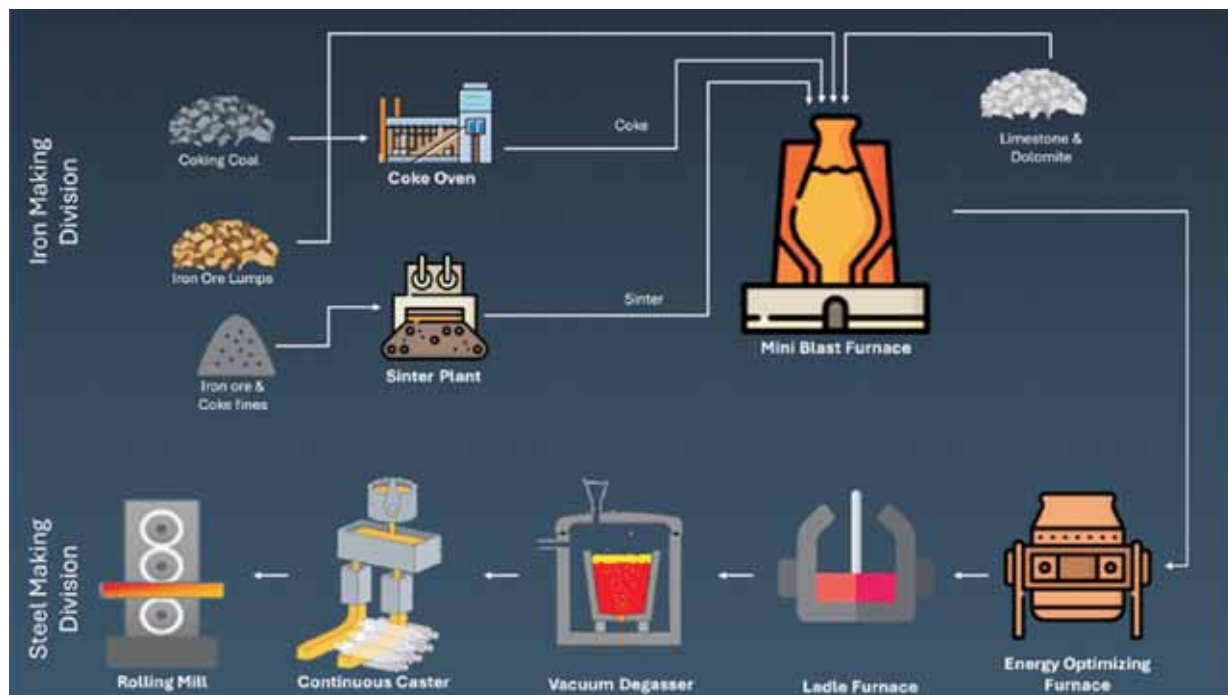 Iron Making
Division
Coking Coal
Coke Oven
Coke
Limestone &
Dolomite
Iron Ore Lumps
Mini Blast Furnace
Sinter
Sinter Plant
Iron ore &
Coke fines
Steel Making
Division
Rolling Mill
Continuous Caster
Vacuum Degasser
Ladle Furnace
Energy Optimizing
Furnace